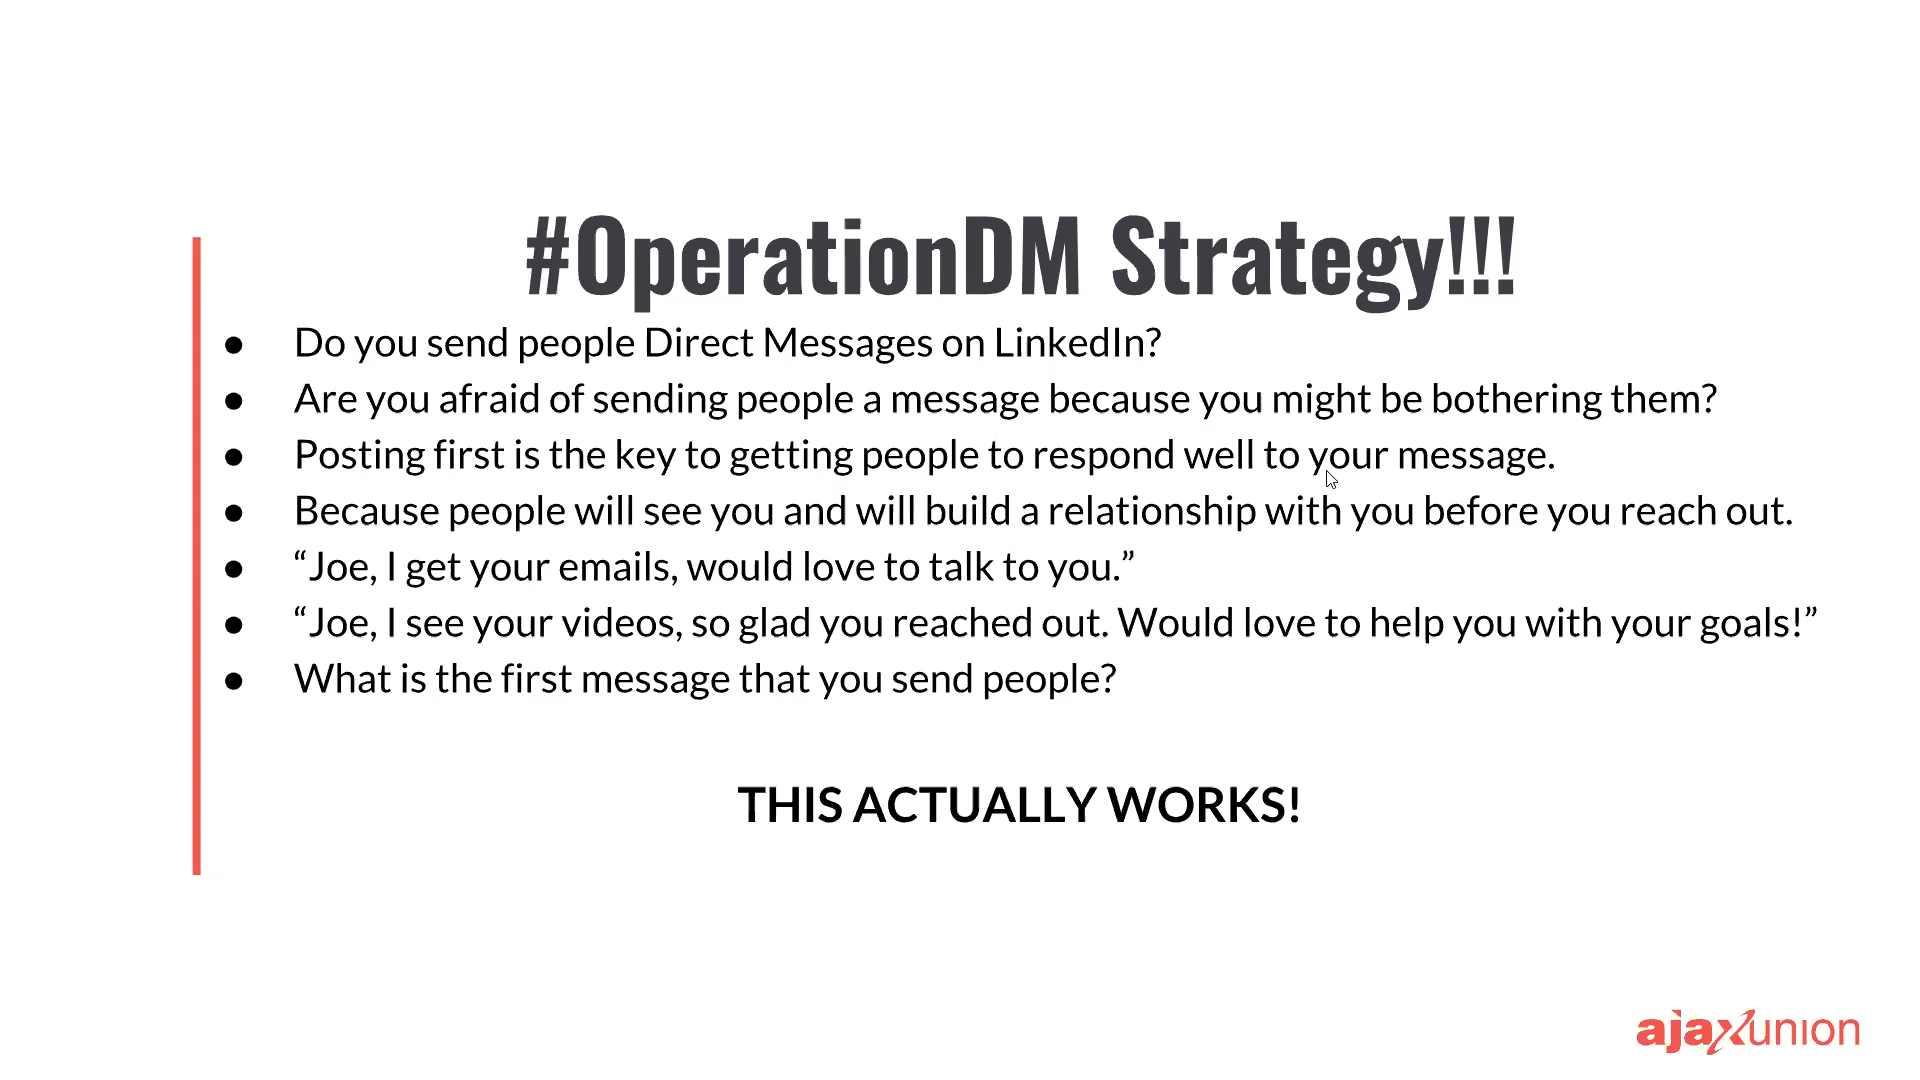 #OperationDM Strategy!!!
● Do you send people Direct Messages on LinkedIn?
● Are you afraid of sending people a message because you might be bothering them?
● Posting first is the key to getting people to respond well to your message.
● Because people will see you and will build a relationship with you before you reach out.
● “Joe, I get your emails, would love to talk to you.”
● “Joe, I see your videos, so glad you reached out. Would love to help you with your goals!”
● What is the first message that you send people?
THIS ACTUALLY WORKS!
ajaxunion